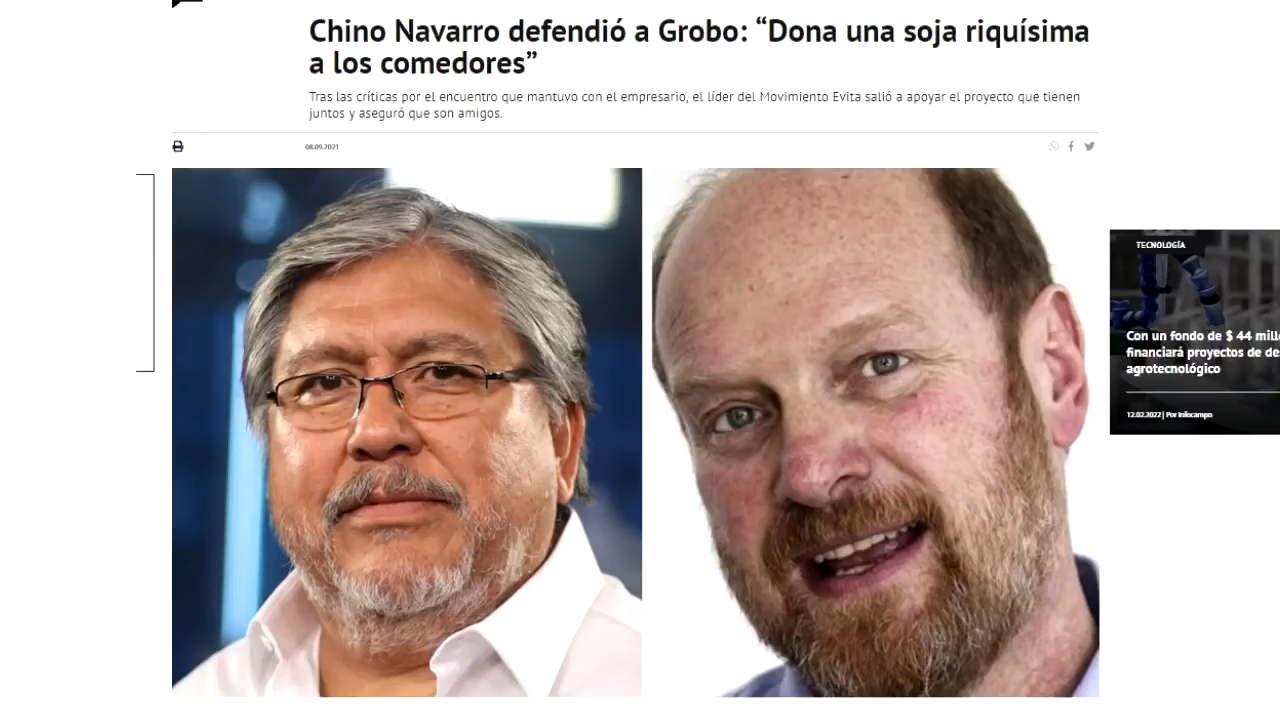 Chino Navarro defendió a Grobo: “Dona una soja riquísima
a los comedores”
Tras las críticas por el encuentro que mantuvo con el empresario, el líder del Movimiento Evita salió a apoyar el proyecto que tienen
juntos y aseguró que son amigos.
08.09.2021
TECNOLOGÍA
Con un fondo de $ 44 mill
financiará proyectos de de
agrotecnológico
12.02.2022 | Por Infocampo